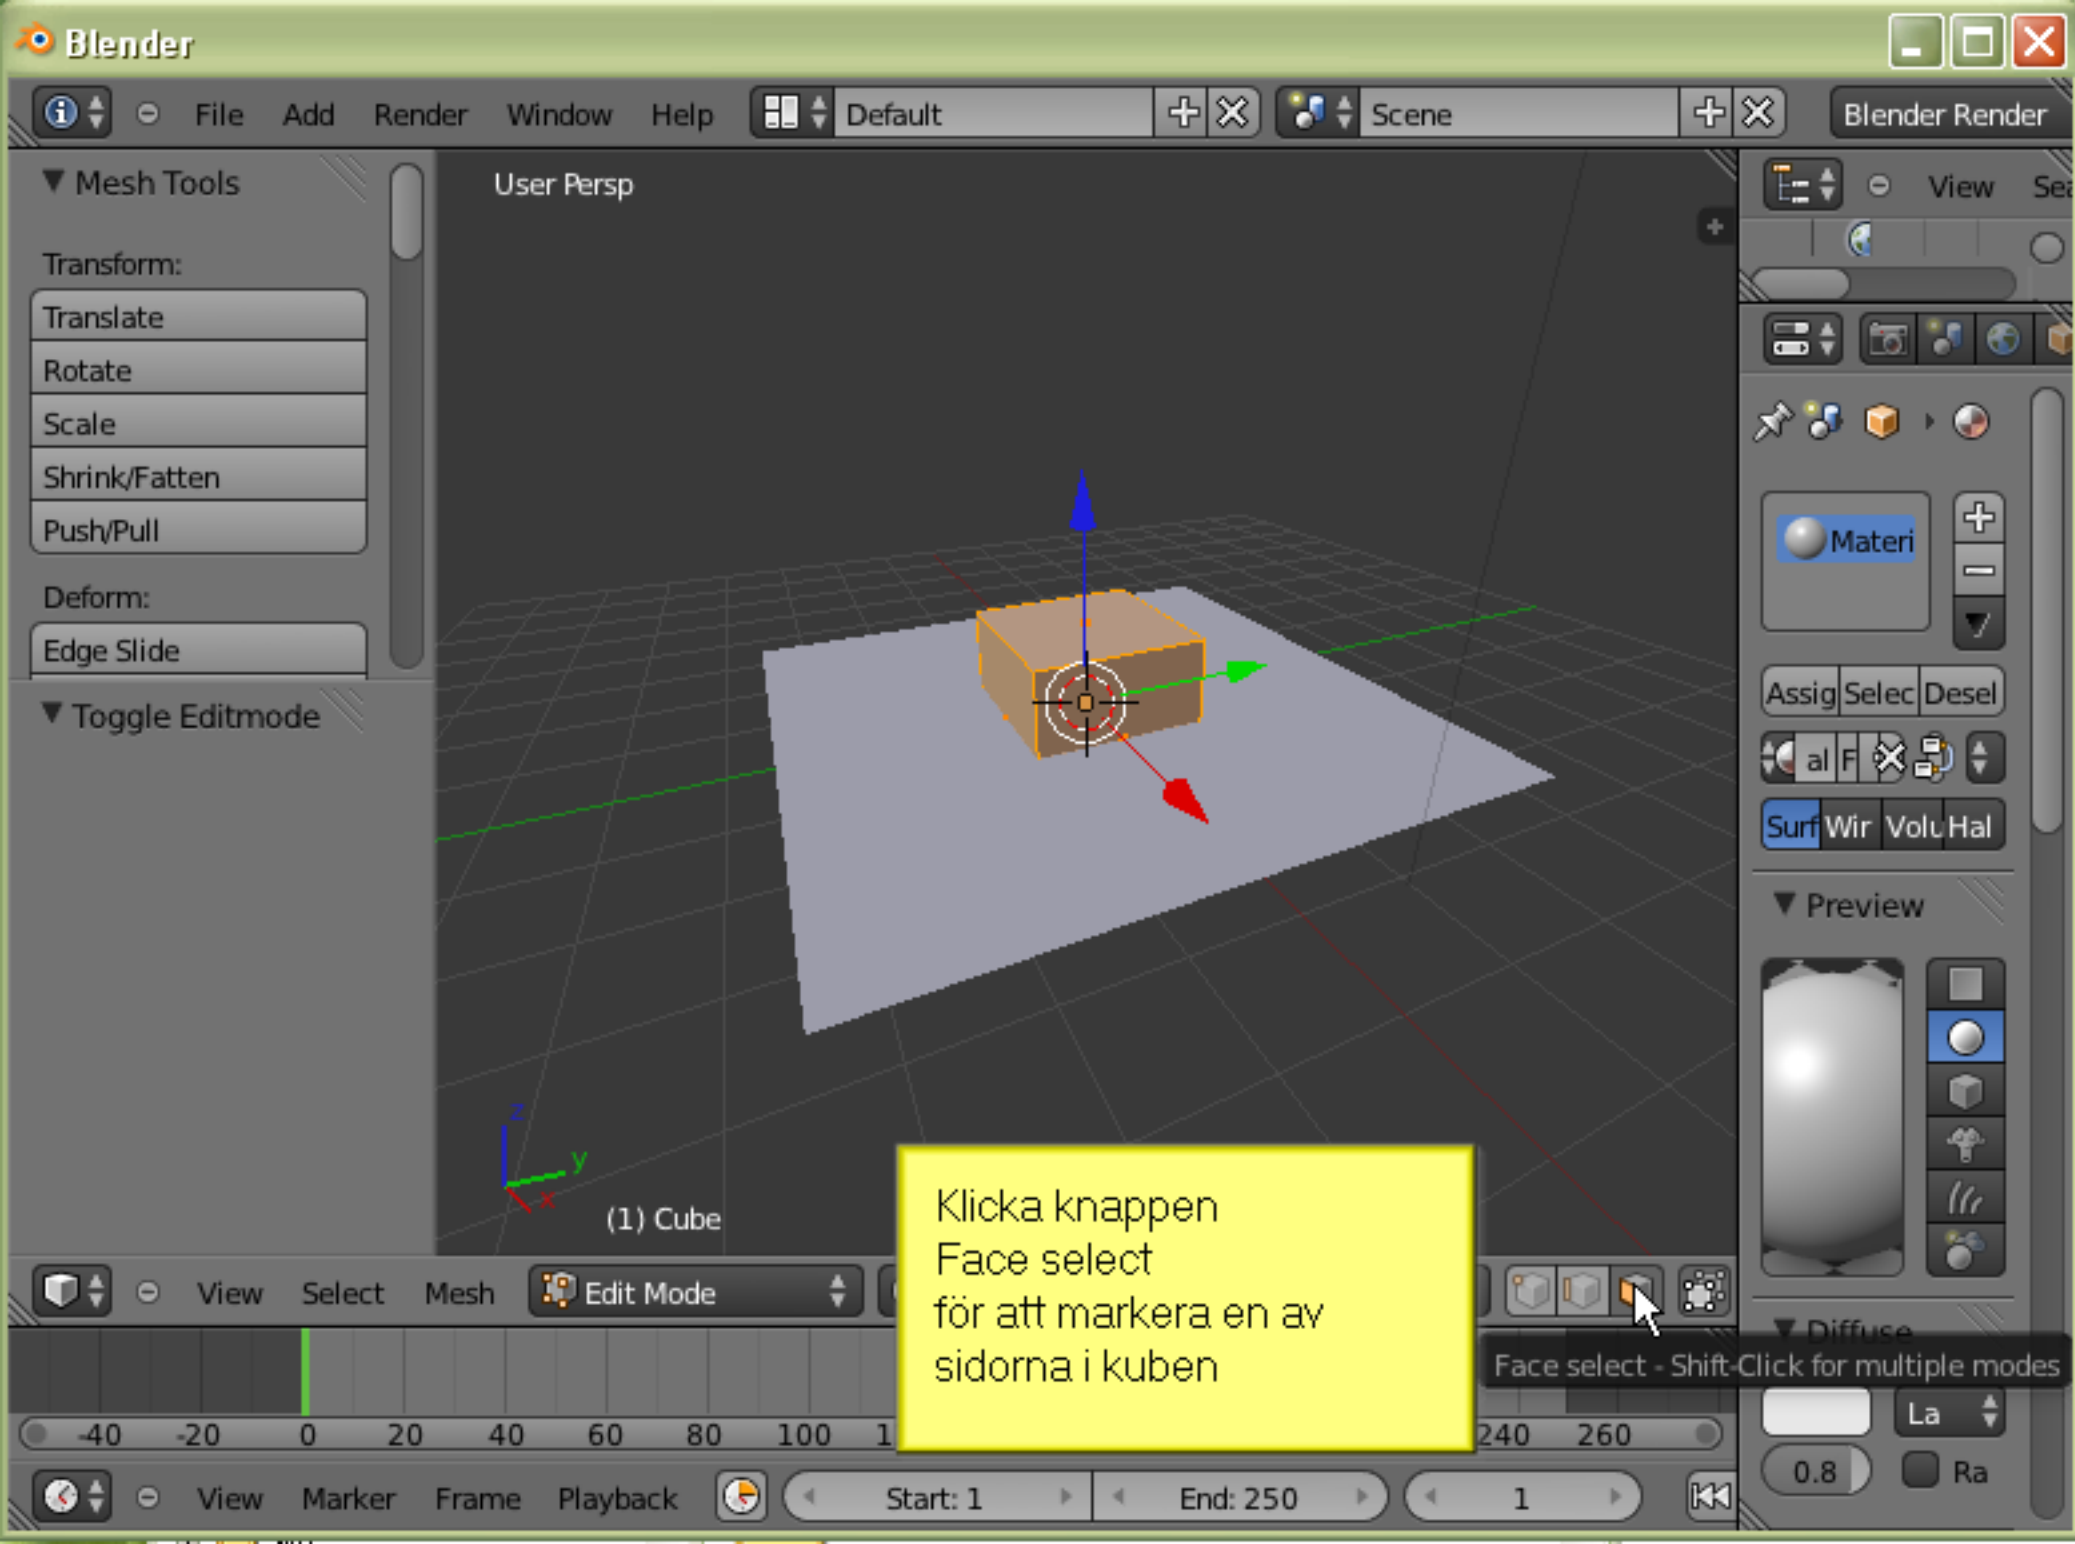 Blender
File Add Render Window Help Default Scene Blender Render
Mesh Tools
Transform:
Translate
Rotate
Scale
Shrink/Fatten
Push/Pull
Deform:
Edge Slide
Toggle Editmode
User Persp
z
y
x
(1) Cube
View Sea
Materi
Assig Selec Desel
al F
Surf Wir Volu Hal
Preview
Diffuse
La
0.8 Ra
Klicka knappen
Face select
för att markera en av
sidorna i kuben
View Select Mesh Edit Mode
Face select - Shift-Click for multiple modes
-40 -20 0 20 40 60 80 100 1 240 260
View Marker Frame Playback Start: 1 End: 250 1